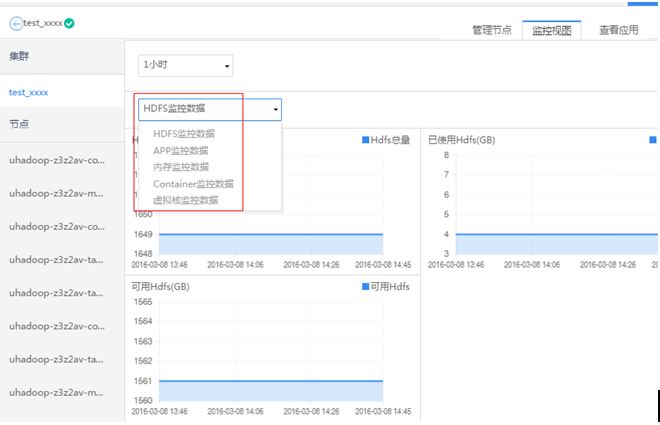 test_xxxx
管理节点 监控视图 查看应用
集群
test_xxxx
节点
uhadoop-z3z2av-co...
uhadoop-z3z2av-m...
uhadoop-z3z2av-co...
uhadoop-z3z2av-ta...
uhadoop-z3z2av-ta...
uhadoop-z3z2av-co...
uhadoop-z3z2av-ta...
uhadoop-z3z2av-m...
1小时
HDFS监控数据
HDFS监控数据
APP监控数据
内存监控数据
Container监控数据
虚拟核监控数据
Hdfs总量
1650
1649
1648
2016-03-08 13:46 2016-03-08 14:06 2016-03-08 14:26 2016-03-08 14:45
已使用Hdfs(GB)
8
7
6
5
4
3
2016-03-08 13:46 2016-03-08 14:06 2016-03-08 14:26
可用Hdfs(GB) 可用Hdfs
1565
1564
1563
1562
1561
1560
2016-03-08 13:46 2016-03-08 14:06 2016-03-08 14:26 2016-03-08 14:45